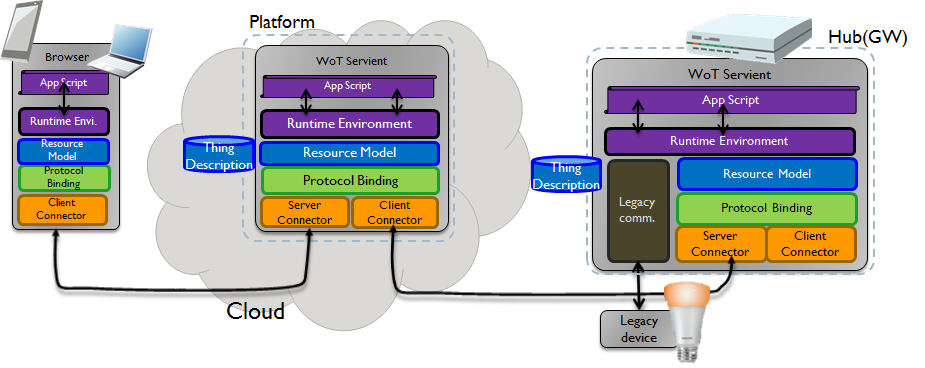 Platform
Hub(GW)
Browser
App Script
Runtime Envi.
Resource
Model
Protocol
Binding
Client
Connector
WoT Servient
App Script
Runtime Environment
Thing
Description
Resource Model
Protocol Binding
Server
Connector
Client
Connector
Cloud
WoT Servient
App Script
Runtime Environment
Thing
Description
Legacy
comm.
Resource Model
Protocol Binding
Server
Connector
Client
Connector
Legacy
device